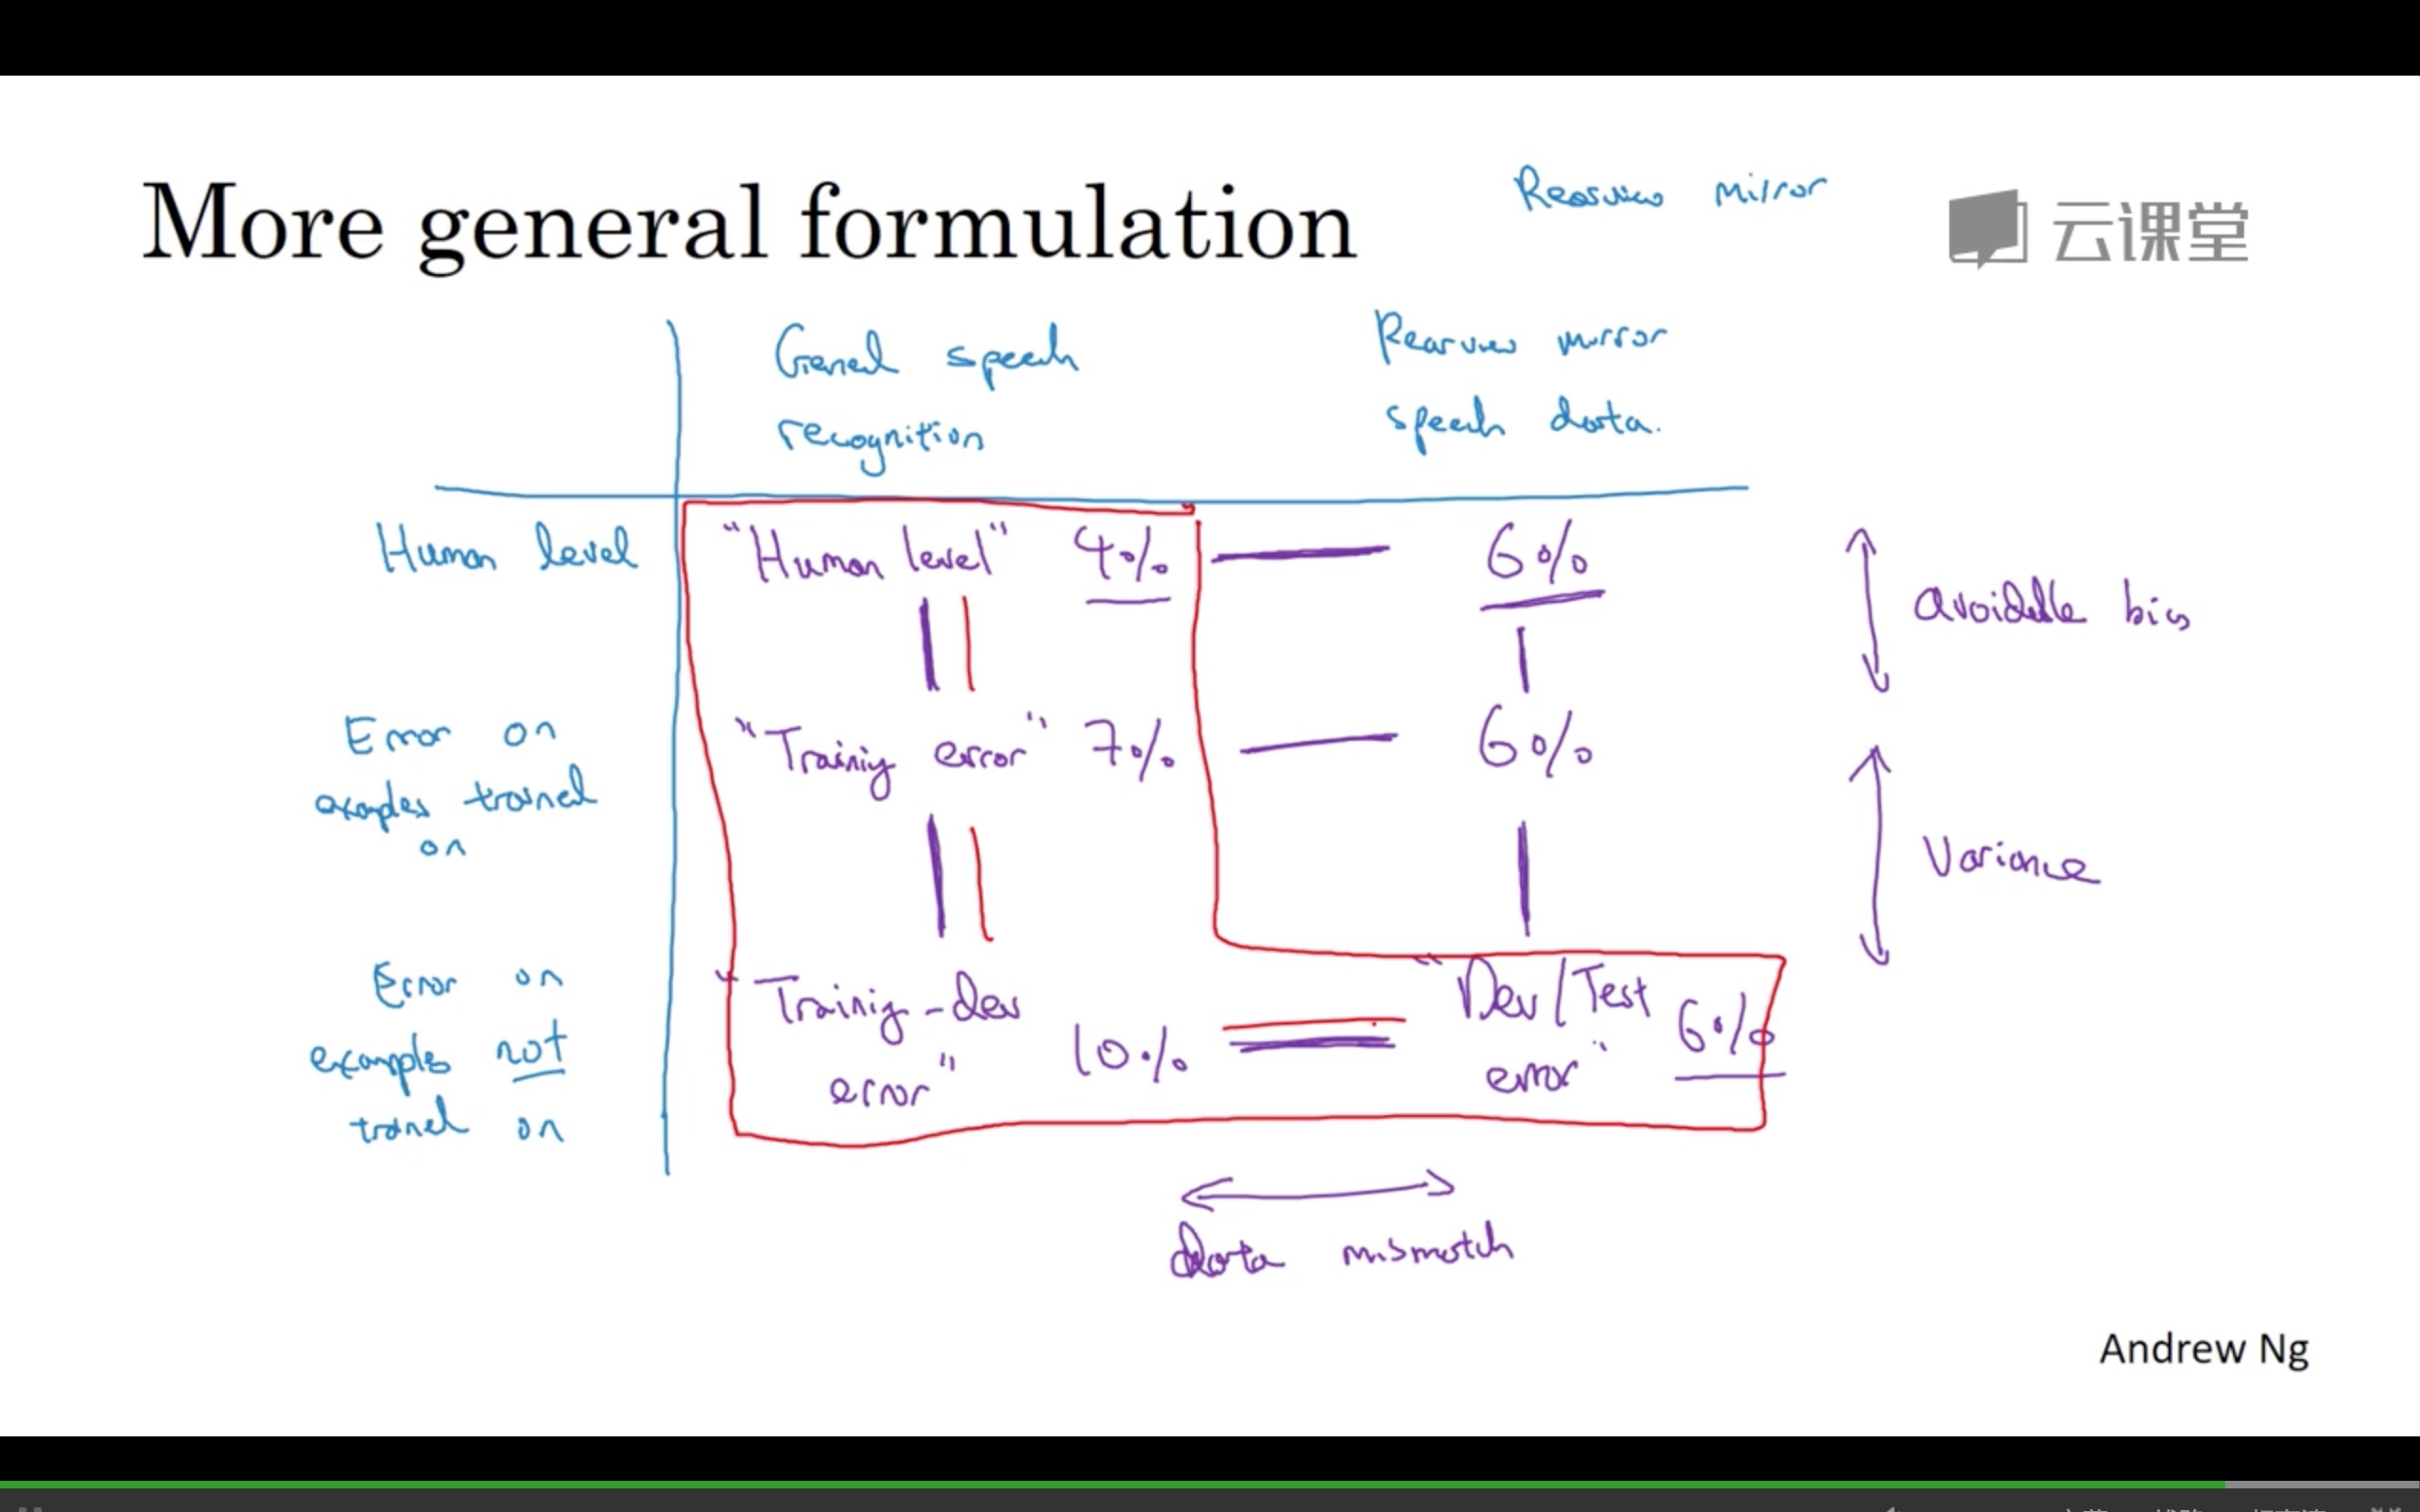 More general formulation
Rearview mirror
云课堂
General speech
recognition
Rearview mirror
speech data.
Human level
"Human level" 4%
6%
avoidable bias
Error on
examples trained
on
"Training error" 7%
6%
Variance
Error on
examples not
trained on
"Training-dev
error"
10%
"Dev/Test
error"
6%
data mismatch
Andrew Ng